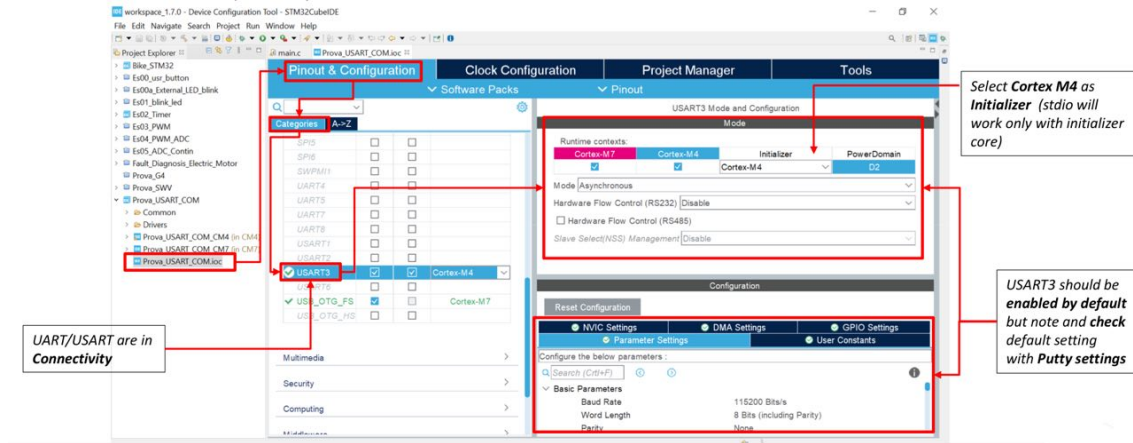 workspace_1.7.0 - Device Configuration Tool - STM32CubeIDE
File Edit Navigate Search Project Run Window Help
Project Explorer
main.c Prova_USART_COM.ioc
Bike_STM32
Es00_usr_button
Es00a_External_LED_blink
Es01_blink_led
Es02_Timer
Es03_PWM
Es04_PWM_ADC
Es05_ADC_Contin
Fault_Diagnosis_Electric_Motor
Prova_G4
Prova_SWV
Prova_USART_COM
Common
Drivers
Prova_USART_COM_CM4 (in CM4)
Prova_USART_COM_CM7 (in CM7)
Prova_USART_COM.ioc
Pinout & Configuration Clock Configuration Project Manager Tools
Software Packs Pinout
Categories A->Z
SPI5
SPI6
SWPMI1
UART4
UART5
UART7
UART8
USART1
USART2
USART3 Cortex-M4
USART6
USB_OTG_FS Cortex-M7
USB_OTG_HS
Multimedia
Security
Computing
Middleware
USART3 Mode and Configuration
Mode
Runtime contexts:
Cortex-M7 Cortex-M4 Initializer PowerDomain
Cortex-M4 D2
Mode Asynchronous
Hardware Flow Control (RS232) Disable
Hardware Flow Control (RS485)
Slave Select(NSS) Management Disable
Configuration
Reset Configuration
NVIC Settings DMA Settings GPIO Settings
Parameter Settings User Constants
Configure the below parameters :
Search (Crtl+F)
Basic Parameters
Baud Rate 115200 Bits/s
Word Length 8 Bits (including Parity)
Parity None
Select Cortex M4 as
Initializer (stdio will
work only with initializer
core)
USART3 should be
enabled by default
but note and check
default setting
with Putty settings
UART/USART are in
Connectivity